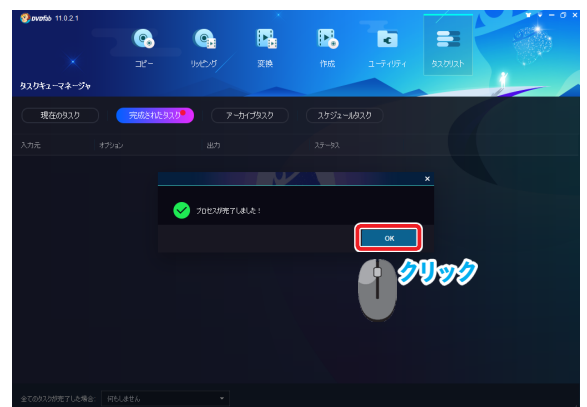 DVDFab 11.0.2.1
コピー
リッピング
変換
作成
ユーティリティ
タスクリスト
タスクキューマネージャ
現在のタスク
完成されたタスク
アーカイブタスク
スケジュールタスク
入力元
オプション
出力
ステータス
プロセスが完了しました！
OK
クリック
全てのタスクが完了した場合:
何もしません